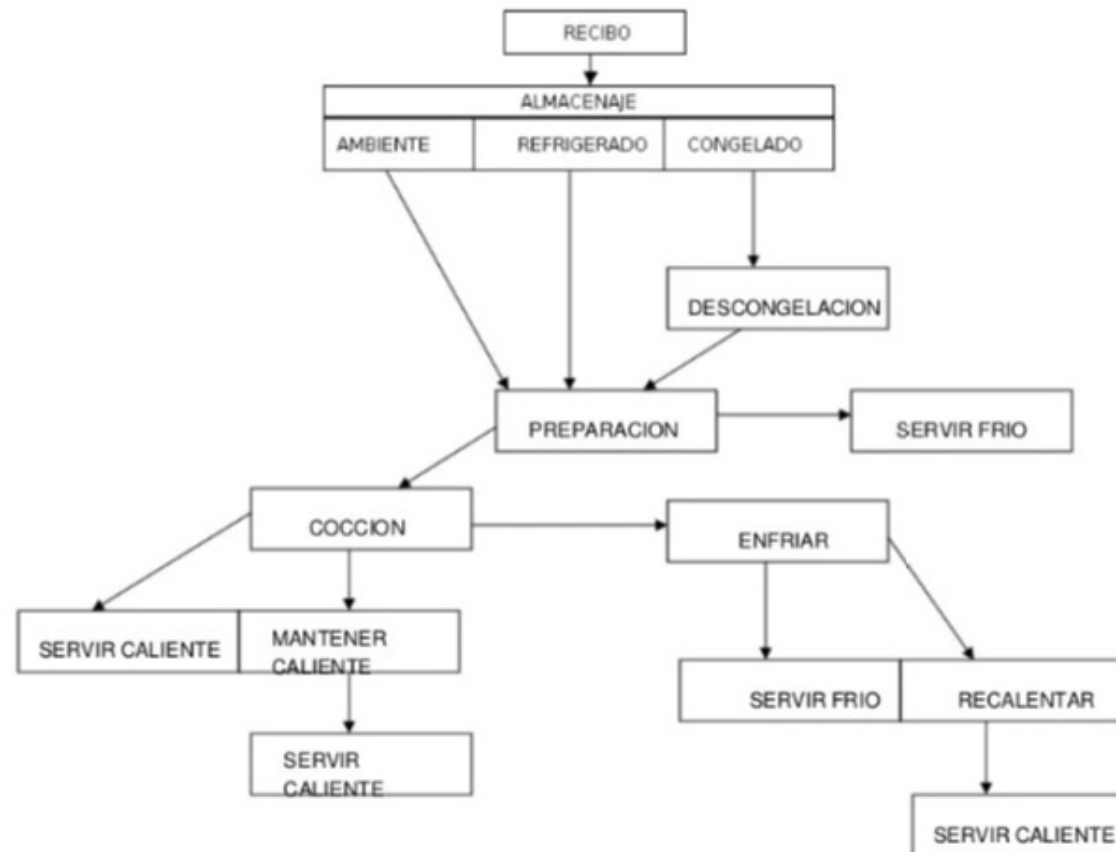 RECIBO
ALMACENAJE
AMBIENTE
REFRIGERADO
CONGELADO
DESCONGELACION
PREPARACION
SERVIR FRIO
COCCION
ENFRIAR
SERVIR CALIENTE
MANTENER
CALIENTE
SERVIR FRIO
RECALENTAR
SERVIR
CALIENTE
SERVIR CALIENTE